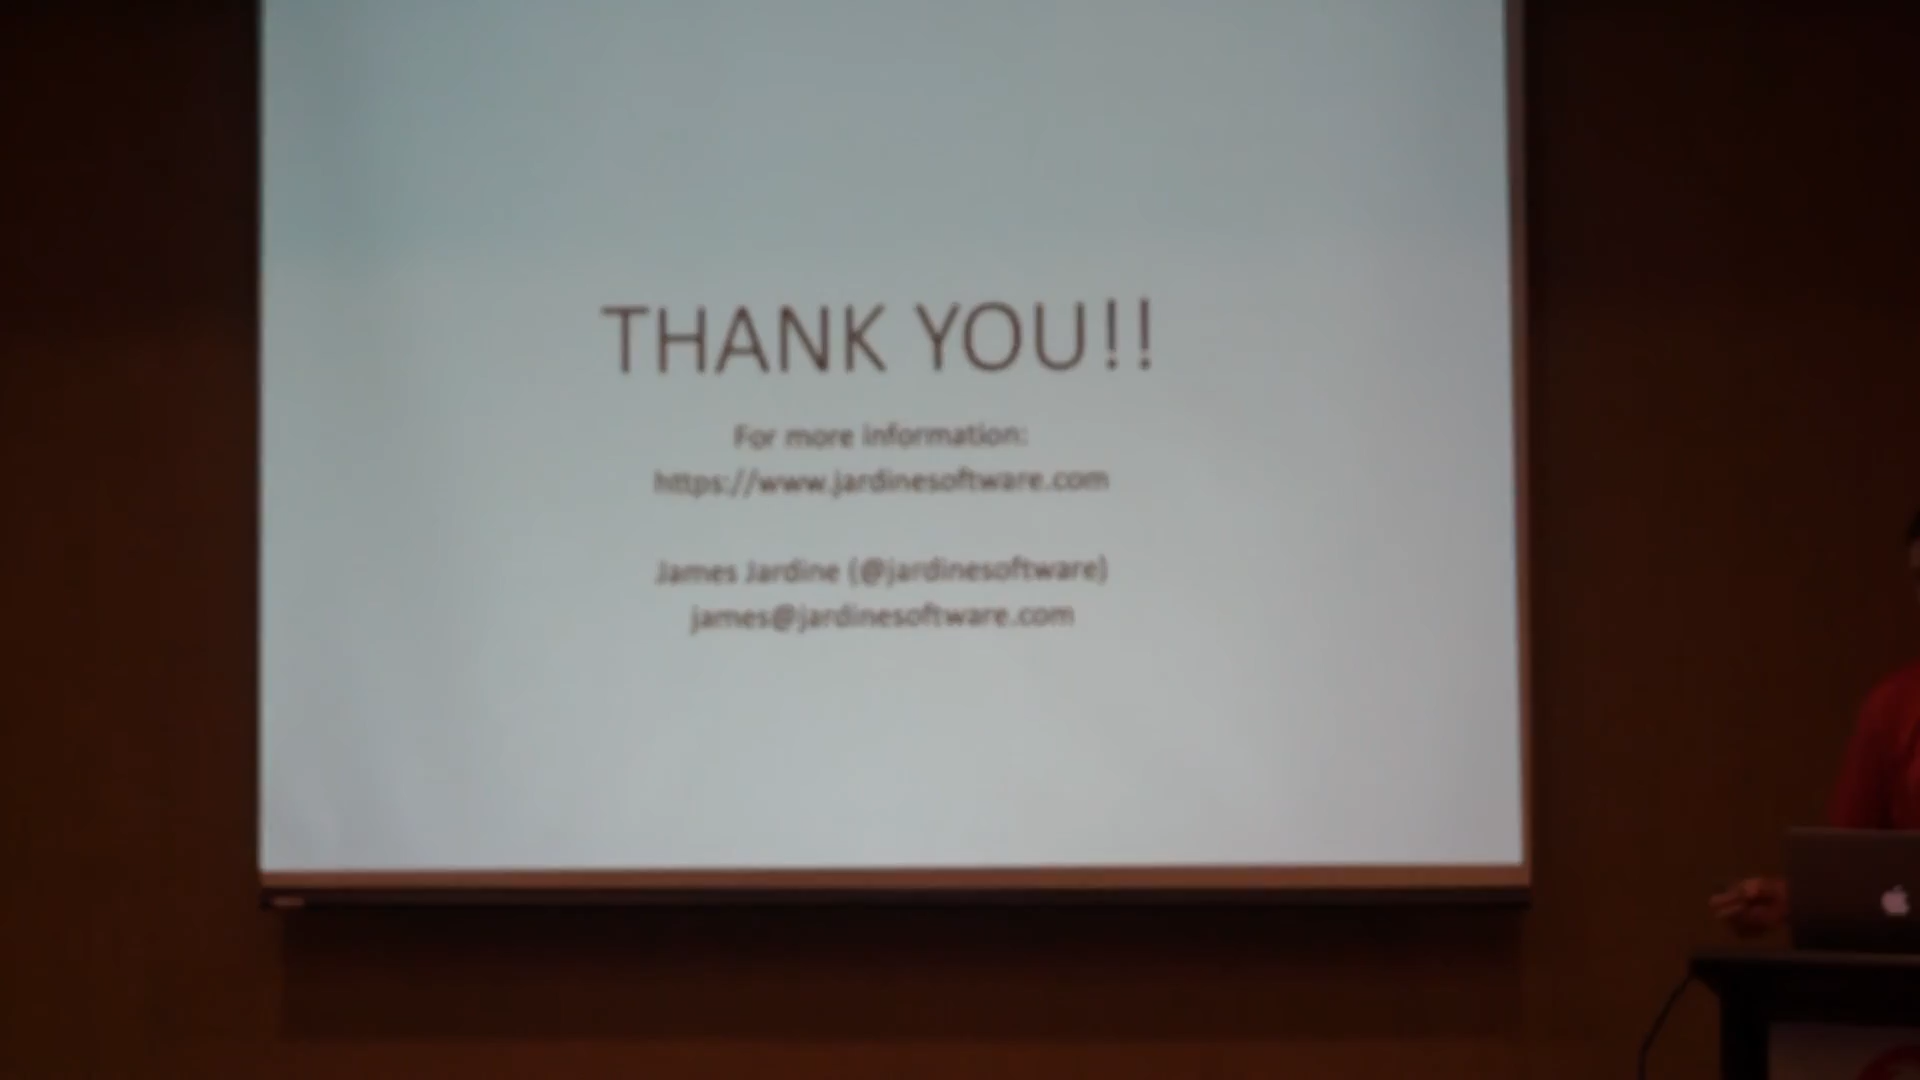 THANK YOU!!
For more information:
https://www.jardinesoftware.com
James Jardine (@jardinesoftware)
james@jardinesoftware.com